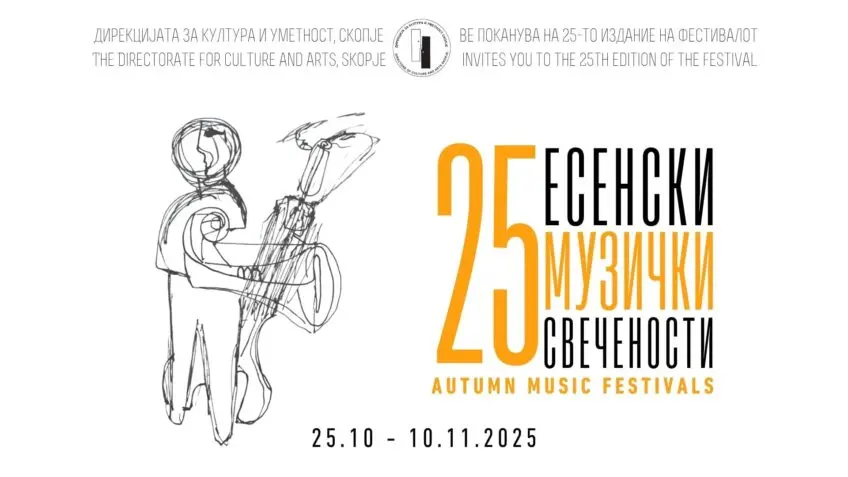 ДИРЕКЦИЈАТА ЗА КУЛТУРА И УМЕТНОСТ, СКОПЈЕ
THE DIRECTORATE FOR CULTURE AND ARTS, SKOPJE
ВЕ ПОКАНУВА НА 25-ТО ИЗДАНИЕ НА ФЕСТИВАЛОТ
INVITES YOU TO THE 25TH EDITION OF THE FESTIVAL
25 ЕСЕНСКИ
МУЗИЧКИ
СВЕЧЕНОСТИ
AUTUMN MUSIC FESTIVALS
25.10 - 10.11.2025